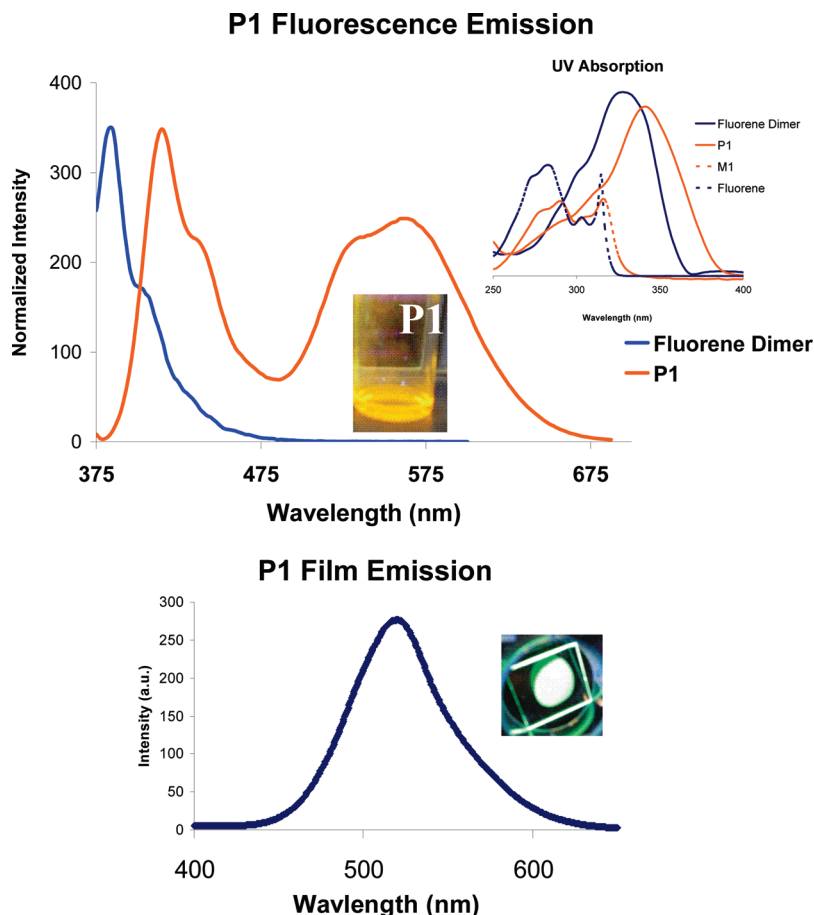 P1 Fluorescence Emission
UV Absorption
Fluorene Dimer
P1
M1
Fluorene
250
300
350
400
Wavelength (nm)
400
300
200
100
0
Normalized Intensity
P1
Fluorene Dimer
P1
375
475
575
675
Wavelength (nm)
P1 Film Emission
300
250
200
150
100
50
0
Intensity (a.u.)
400
500
600
Wavlength (nm)